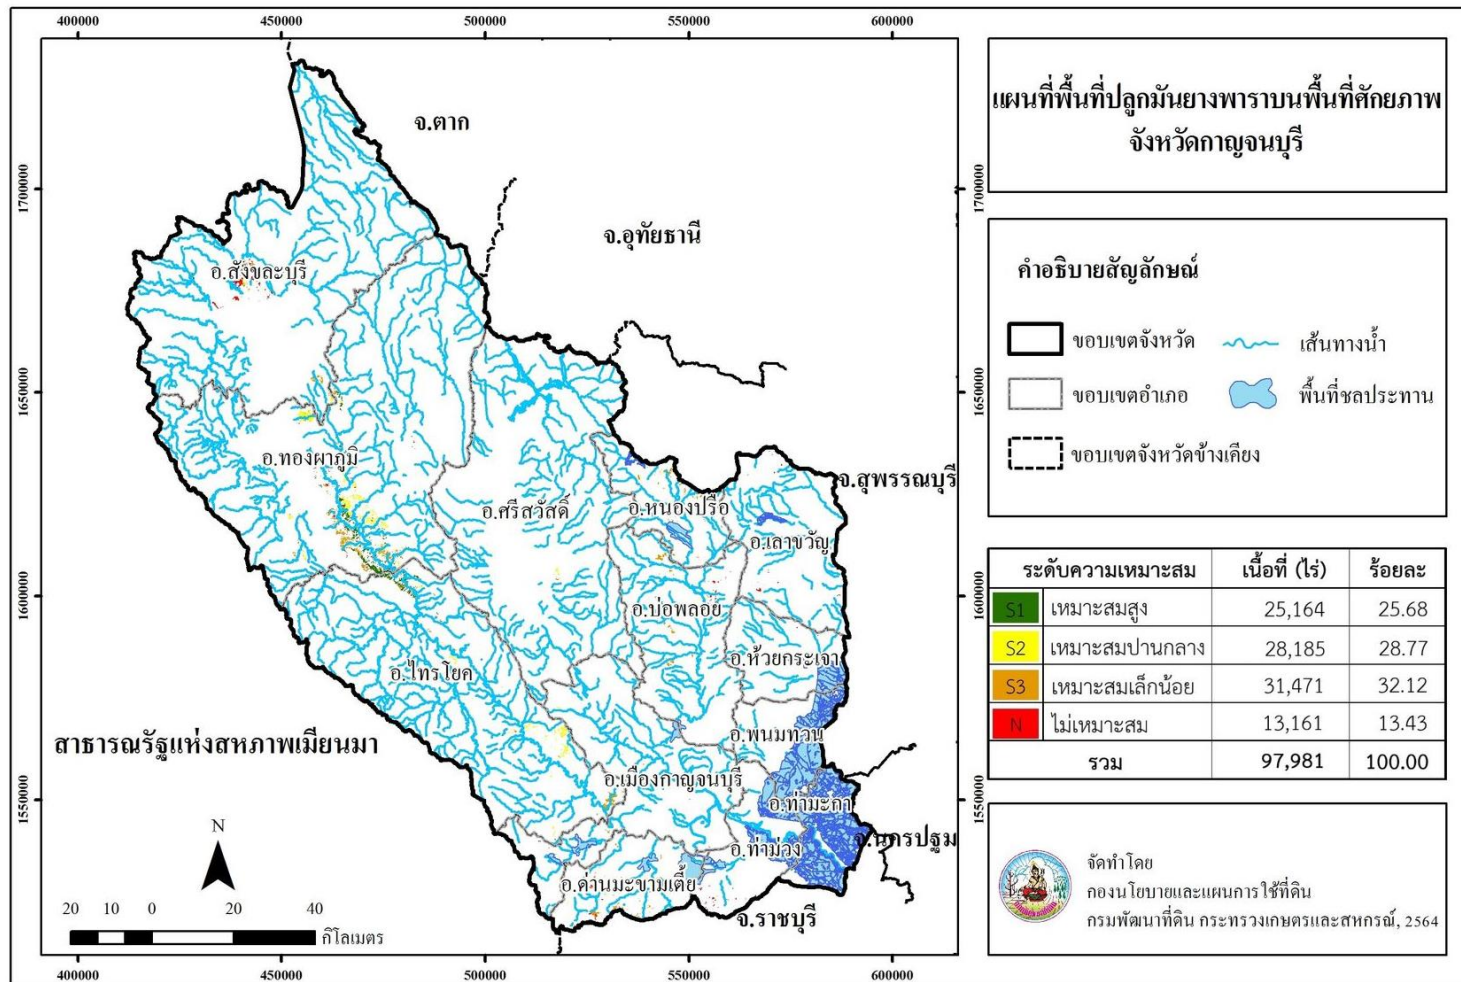 400000 450000 500000 550000 600000
แผนที่พื้นที่ปลูกมันยางพาราบนพื้นที่ศักยภาพ
จังหวัดกาญจนบุรี
จ.ตาก
1700000
1700000
จ.อุทัยธานี
อ.สังขละบุรี
คำอธิบายสัญลักษณ์
ขอบเขตจังหวัด
เส้นทางน้ำ
ขอบเขตอำเภอ
พื้นที่ชลประทาน
ขอบเขตจังหวัดข้างเคียง
1650000
1650000
อ.ทองผาภูมิ
จ.สุพรรณบุรี
อ.ศรีสวัสดิ์
อ.หนองปรือ
อ.เลาขวัญ
ระดับความเหมาะสม เนื้อที่ (ไร่) ร้อยละ
S1 เหมาะสมสูง 25,164 25.68
S2 เหมาะสมปานกลาง 28,185 28.77
S3 เหมาะสมเล็กน้อย 31,471 32.12
N ไม่เหมาะสม 13,161 13.43
รวม 97,981 100.00
1600000
1600000
อ.บ่อพลอย
อ.ห้วยกระเจา
อ.ไทรโยค
สาธารณรัฐแห่งสหภาพเมียนมา
อ.พนมทวน
อ.เมืองกาญจนบุรี
อ.ท่ามะกา
1550000
1550000
อ.ท่าม่วง
จ.นครปฐม
อ.ด่านมะขามเตี้ย
จ.ราชบุรี
N
20 10 0 20 40
กิโลเมตร
จัดทำโดย
กองนโยบายและแผนการใช้ที่ดิน
กรมพัฒนาที่ดิน กระทรวงเกษตรและสหกรณ์, 2564
400000 450000 500000 550000 600000